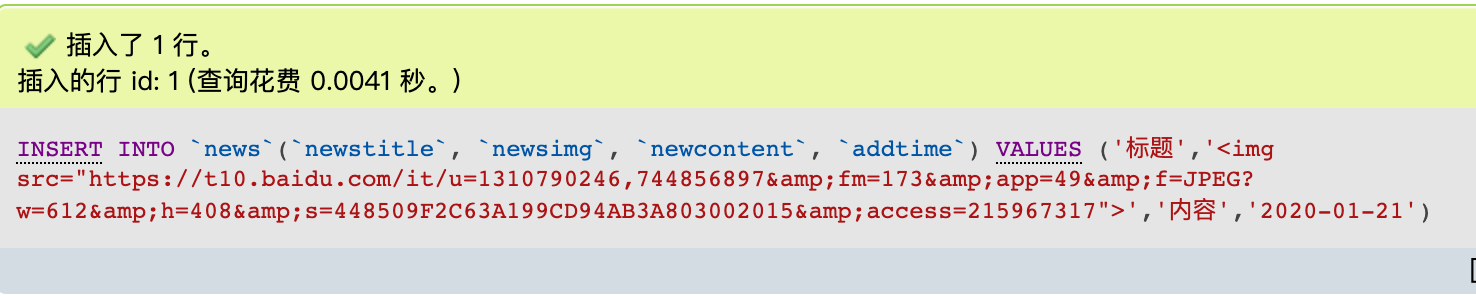 插入了 1 行。
插入的行 id: 1 (查询花费 0.0041 秒。)
INSERT INTO `news`(`newstitle`, `newsimg`, `newcontent`, `addtime`) VALUES ('标题','<img
src="https://t10.baidu.com/it/u=1310790246,744856897&amp;fm=173&amp;app=49&amp;f=JPEG?
w=612&amp;h=408&amp;s=448509F2C63A199CD94AB3A803002015&amp;access=215967317">','内容','2020-01-21')